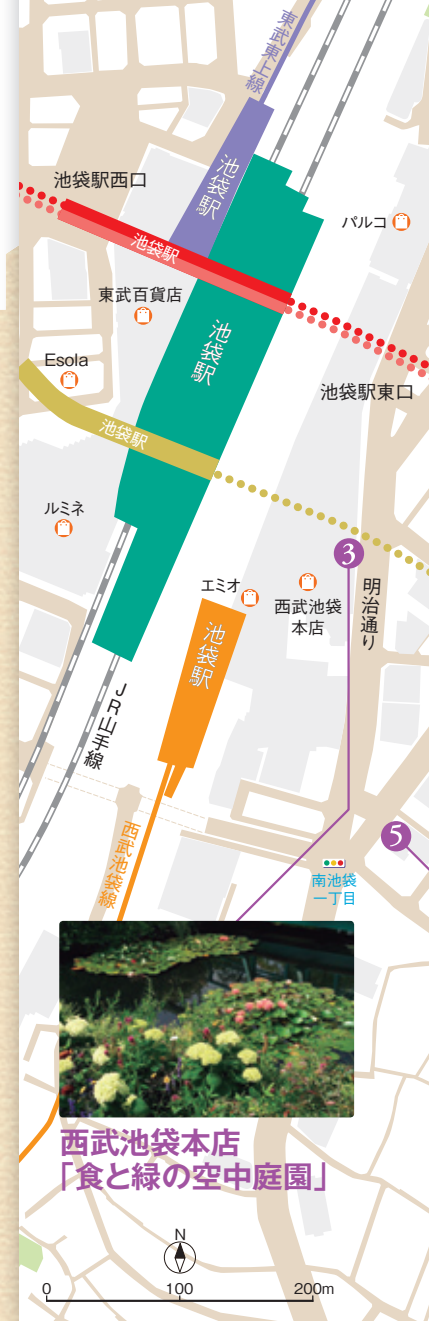 東武東上線
池袋駅
池袋駅西口
パルコ
池袋駅
東武百貨店
池袋駅
Esola
池袋駅東口
池袋駅
ルミネ
3
エミオ
西武池袋
本店
明治通り
池袋駅
JR山手線
5
西武池袋線
南池袋
一丁目
西武池袋本店
「食と緑の空中庭園」
N
0 100 200m